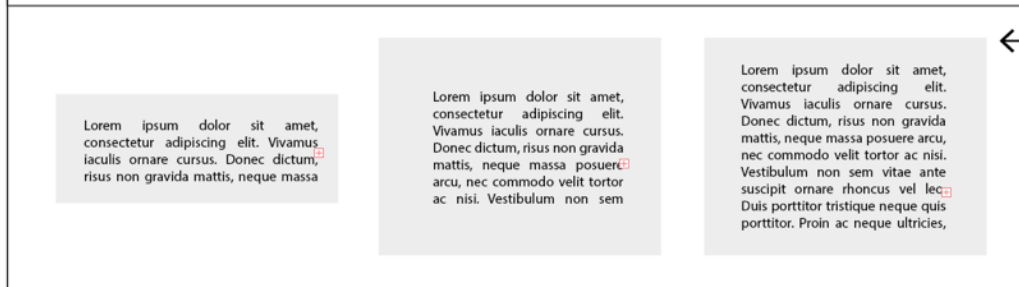 Lorem ipsum dolor sit amet,
consectetur adipiscing elit. Vivamus
iaculis ornare cursus. Donec dictum,
risus non gravida mattis, neque massa
Lorem ipsum dolor sit amet,
consectetur adipiscing elit.
Vivamus iaculis ornare cursus.
Donec dictum, risus non gravida
mattis, neque massa posuere
arcu, nec commodo velit tortor
ac nisi. Vestibulum non sem
Lorem ipsum dolor sit amet,
consectetur adipiscing elit.
Vivamus iaculis ornare cursus.
Donec dictum, risus non gravida
mattis, neque massa posuere arcu,
nec commodo velit tortor ac nisi.
Vestibulum non sem vitae ante
suscipit ornare rhoncus vel leo.
Duis porttitor tristique neque quis
porttitor. Proin ac neque ultricies,